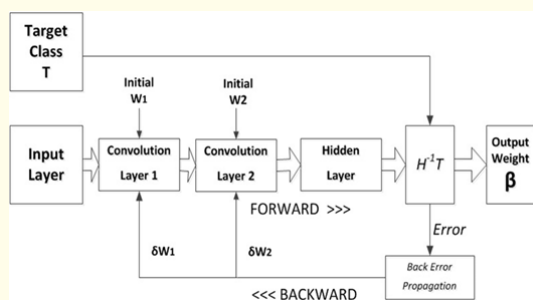 Target
Class
T
Initial
W1
Initial
W2
Input
Layer
Convolution
Layer 1
Convolution
Layer 2
Hidden
Layer
H⁻¹T
Output
Weight
β
FORWARD >>>
Error
δW1
δW2
Back Error
Propagation
<<< BACKWARD